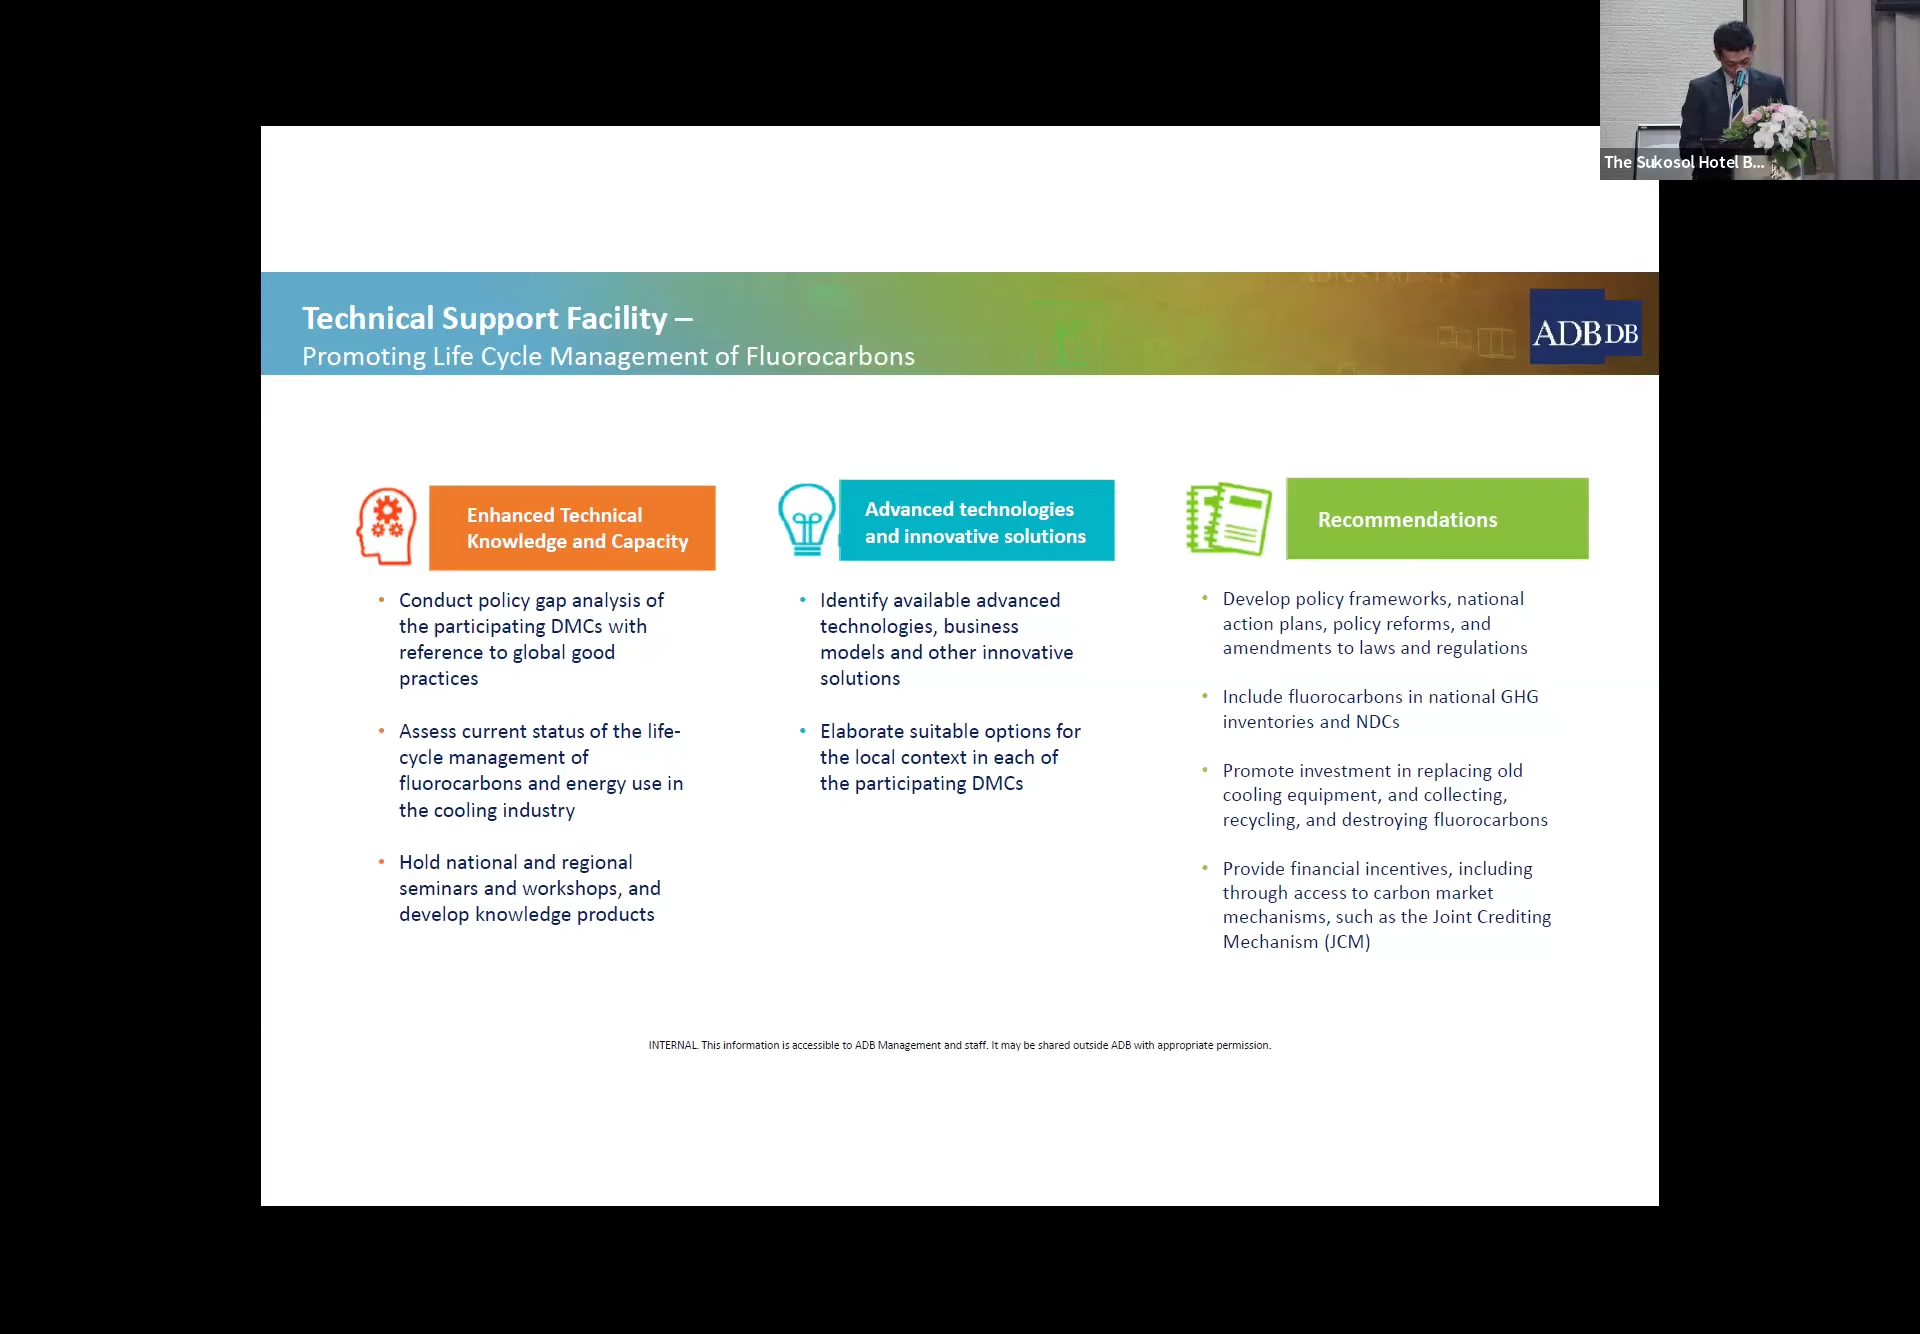 The Sukosol Hotel B...
Technical Support Facility –
Promoting Life Cycle Management of Fluorocarbons
ADB DB
Enhanced Technical
Knowledge and Capacity
• Conduct policy gap analysis of
the participating DMCs with
reference to global good
practices
• Assess current status of the life-
cycle management of
fluorocarbons and energy use in
the cooling industry
• Hold national and regional
seminars and workshops, and
develop knowledge products
Advanced technologies
and innovative solutions
• Identify available advanced
technologies, business
models and other innovative
solutions
• Elaborate suitable options for
the local context in each of
the participating DMCs
Recommendations
• Develop policy frameworks, national
action plans, policy reforms, and
amendments to laws and regulations
• Include fluorocarbons in national GHG
inventories and NDCs
• Promote investment in replacing old
cooling equipment, and collecting,
recycling, and destroying fluorocarbons
• Provide financial incentives, including
through access to carbon market
mechanisms, such as the Joint Crediting
Mechanism (JCM)
INTERNAL. This information is accessible to ADB Management and staff. It may be shared outside ADB with appropriate permission.